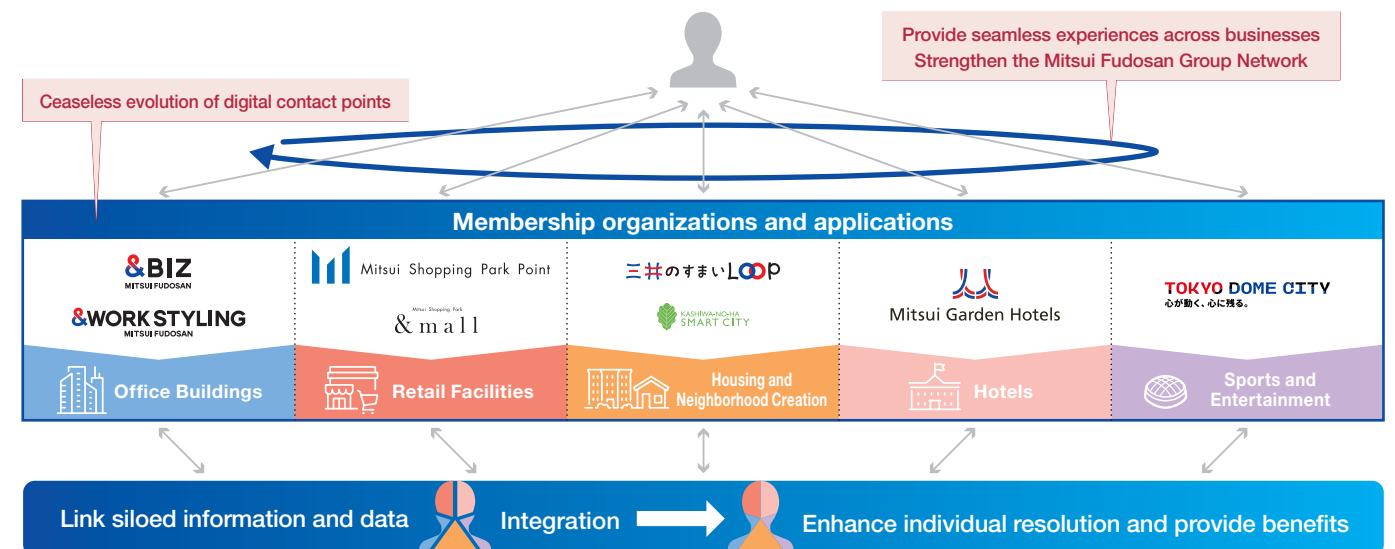 Provide seamless experiences across businesses
Strengthen the Mitsui Fudosan Group Network
Ceaseless evolution of digital contact points
Membership organizations and applications
&BIZ
MITSUI FUDOSAN
&WORK STYLING
MITSUI FUDOSAN
Mitsui Shopping Park Point
Mitsui Shopping Park
&mall
三井のすまいLOOP
KASHIWA-NO-HA
SMART CITY
Mitsui Garden Hotels
TOKYO DOME CITY
心が動く、心に残る。
Office Buildings
Retail Facilities
Housing and
Neighborhood Creation
Hotels
Sports and
Entertainment
Link siloed information and data
Integration
Enhance individual resolution and provide benefits